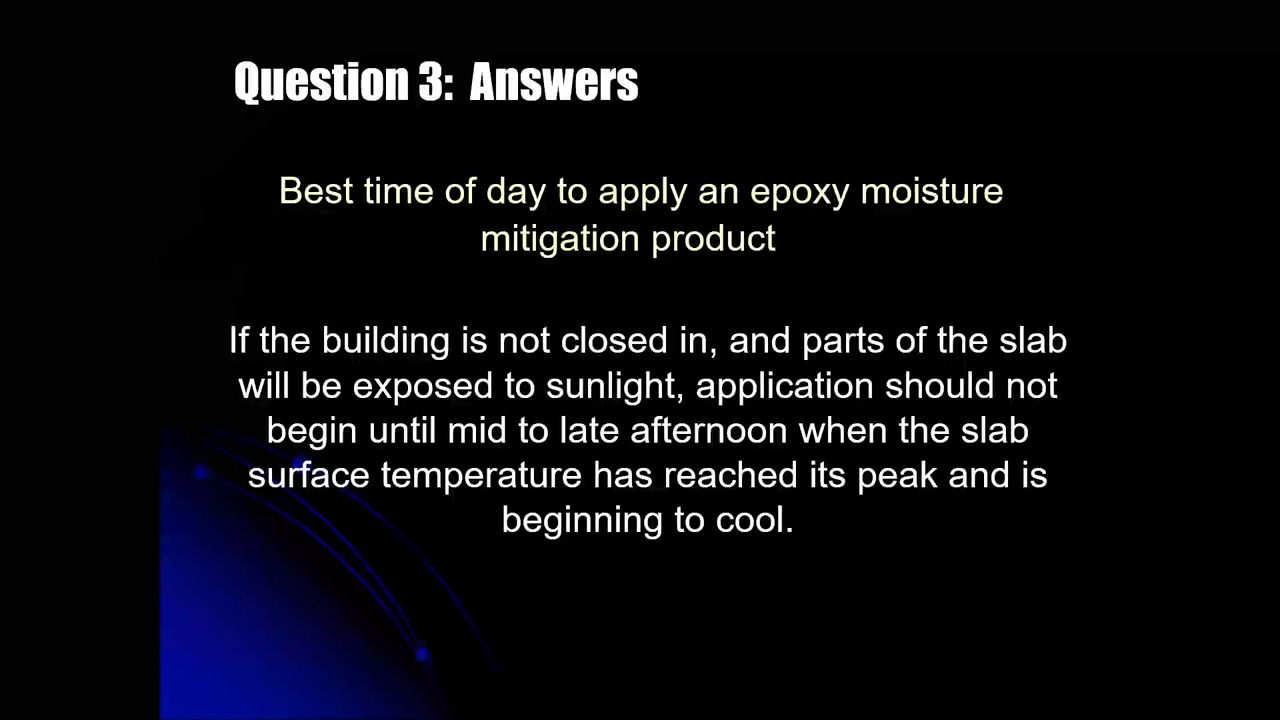 Question 3: Answers
Best time of day to apply an epoxy moisture
mitigation product
If the building is not closed in, and parts of the slab
will be exposed to sunlight, application should not
begin until mid to late afternoon when the slab
surface temperature has reached its peak and is
beginning to cool.